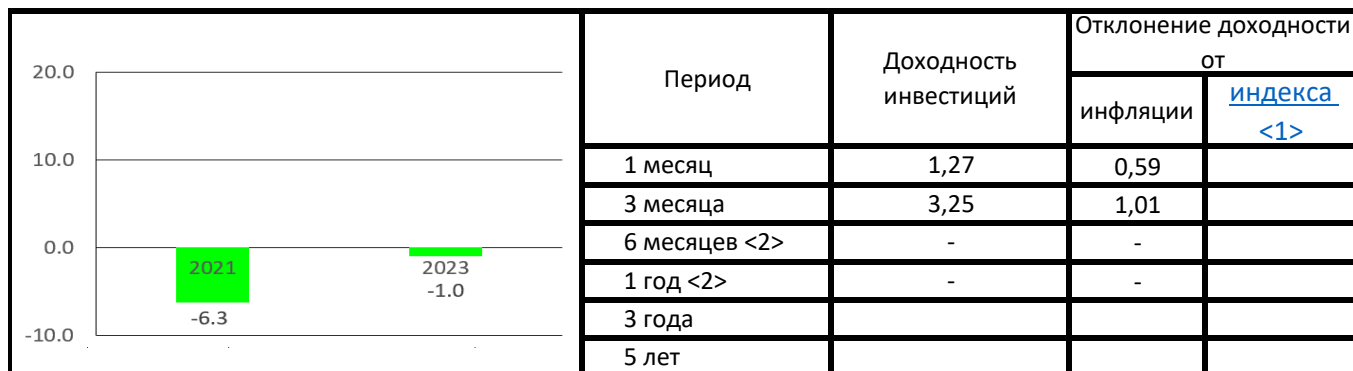 20.0
10.0
0.0
-10.0
2021
-6.3
2023
-1.0
Период
Доходность
инвестиций
Отклонение доходности
от
инфляции
индекса
<1>
1 месяц 1,27 0,59
3 месяца 3,25 1,01
6 месяцев <2> - -
1 год <2> - -
3 года
5 лет